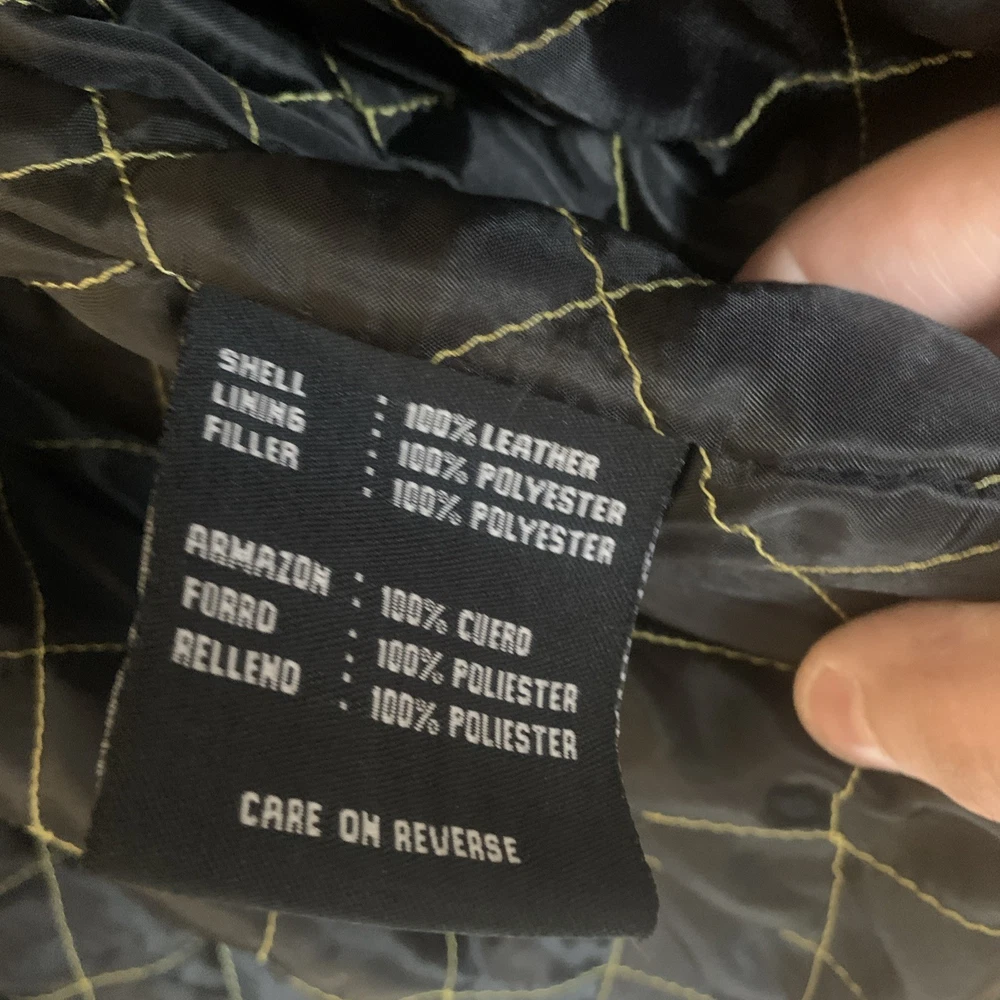 SHELL : 100% LEATHER
LINING : 100% POLYESTER
FILLER : 100% POLYESTER
ARMAZON : 100% CUERO
FORRO : 100% POLIESTER
RELLENO : 100% POLIESTER
CARE ON REVERSE